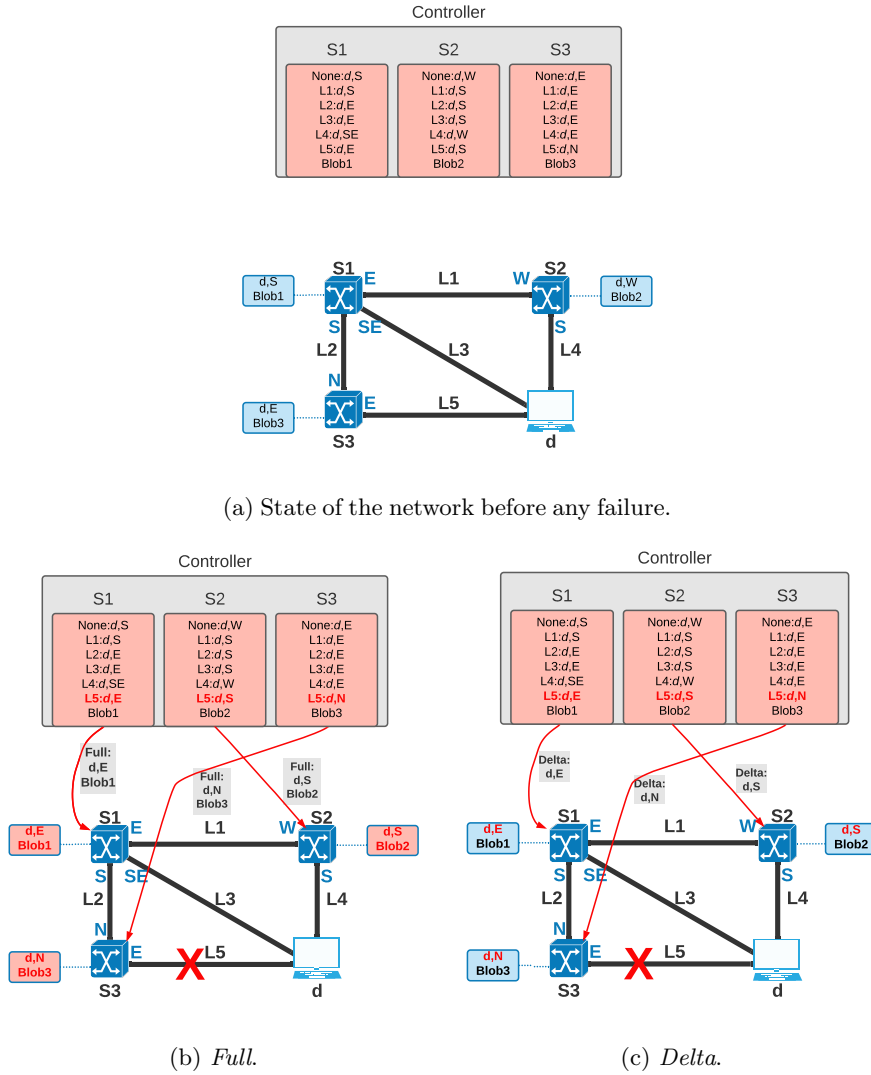 Controller
S1 S2 S3
None:d,S None:d,W None:d,E
L1:d,S L1:d,S L1:d,E
L2:d,E L2:d,S L2:d,E
L3:d,E L3:d,S L3:d,E
L4:d,SE L4:d,W L4:d,E
L5:d,E L5:d,S L5:d,N
Blob1 Blob2 Blob3
S1 S2
d,S E L1 W d,W
Blob1 Blob2
S SE S
L2 L3 L4
N
d,E E L5
Blob3
S3 d
(a) State of the network before any failure.
Controller
S1 S2 S3
None:d,S None:d,W None:d,E
L1:d,S L1:d,S L1:d,E
L2:d,E L2:d,S L2:d,E
L3:d,E L3:d,S L3:d,E
L4:d,SE L4:d,W L4:d,E
L5:d,E L5:d,S L5:d,N
Blob1 Blob2 Blob3
Full:
d,E
Blob1
Full:
d,N
Blob3
Full:
d,S
Blob2
S1 S2
d,E E L1 W d,S
Blob1 Blob2
S SE S
L2 L3 L4
N
d,N E L5 X
Blob3
S3 d
(b) Full.
Controller
S1 S2 S3
None:d,S None:d,W None:d,E
L1:d,S L1:d,S L1:d,E
L2:d,E L2:d,S L2:d,E
L3:d,E L3:d,S L3:d,E
L4:d,SE L4:d,W L4:d,E
L5:d,E L5:d,S L5:d,N
Blob1 Blob2 Blob3
Delta:
d,E
Delta:
d,N
Delta:
d,S
S1 S2
d,E E L1 W d,S
Blob1 Blob2
S SE S
L2 L3 L4
N
d,N E L5 X
Blob3
S3 d
(c) Delta.